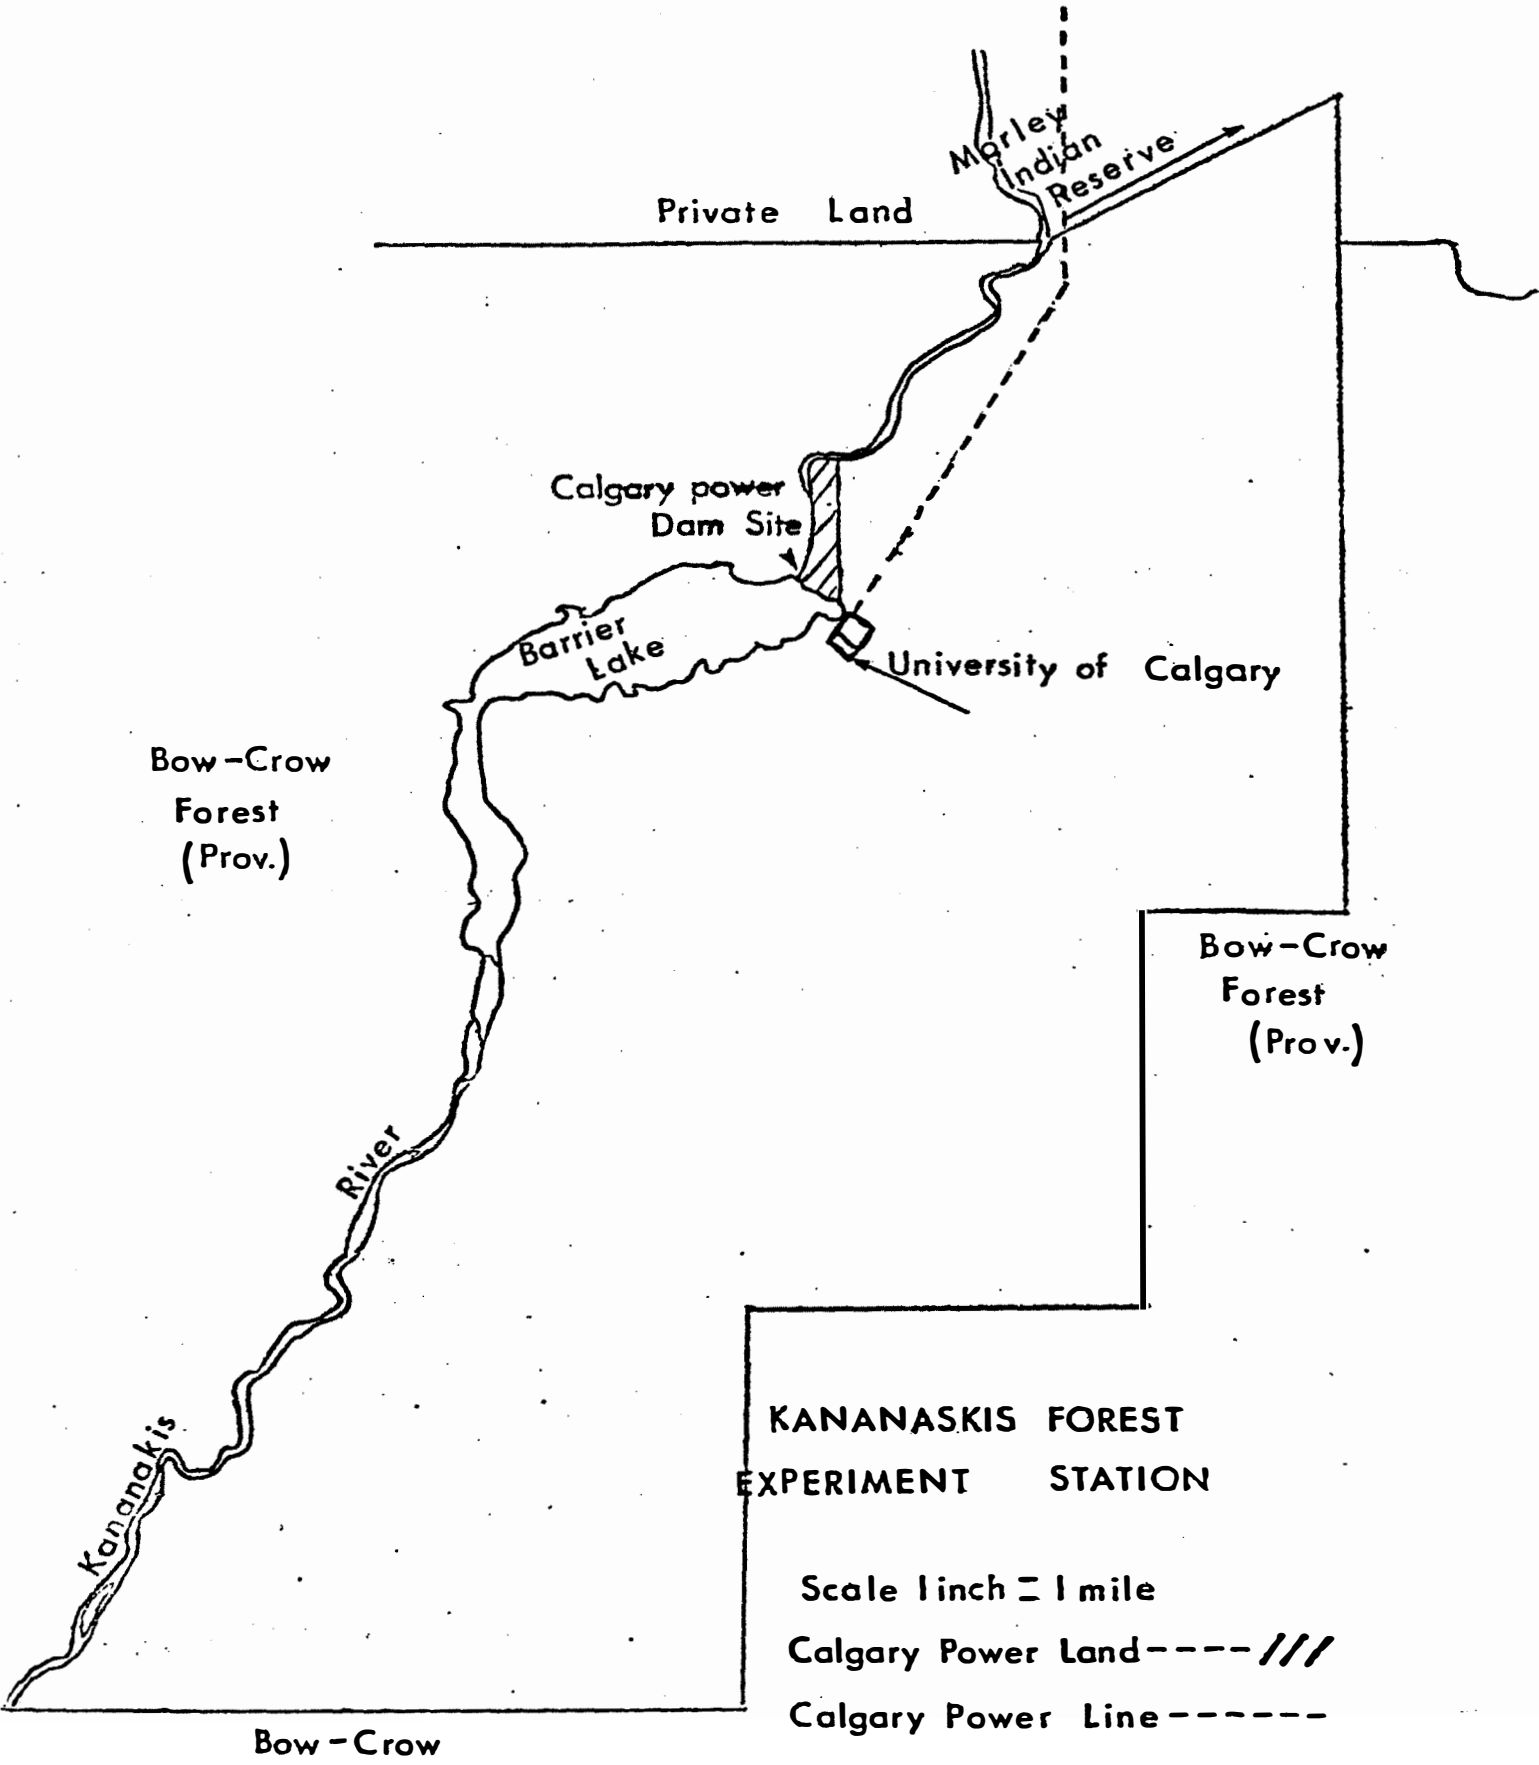 Morley
Indian
Reserve
Private Land
Calgary power
Dam Site
Barrier
Lake
University of Calgary
Bow-Crow
Forest
(Prov.)
Bow-Crow
Forest
(Prov.)
River
Kananakis
KANANASKIS FOREST
EXPERIMENT STATION
Scale 1 inch = 1 mile
Calgary Power Land----///
Calgary Power Line------
Bow-Crow